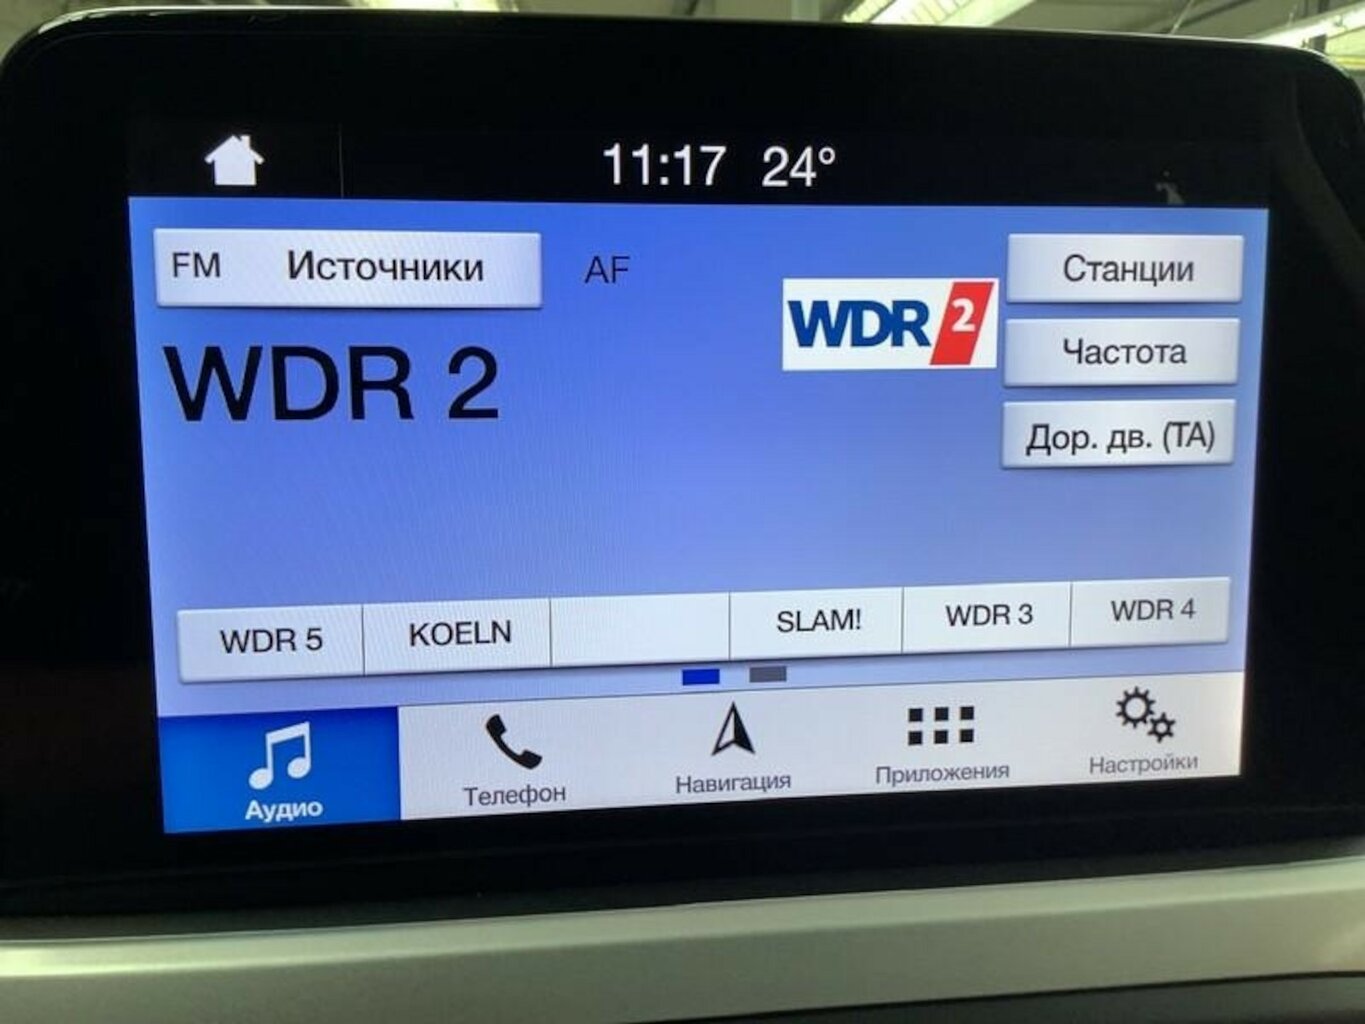 11:17 24°
FM Источники AF
Станции
WDR 2
WDR 2
Частота
Дор. дв. (TA)
WDR 5 KOELN SLAM! WDR 3 WDR 4
Аудио Телефон Навигация Приложения Настройки